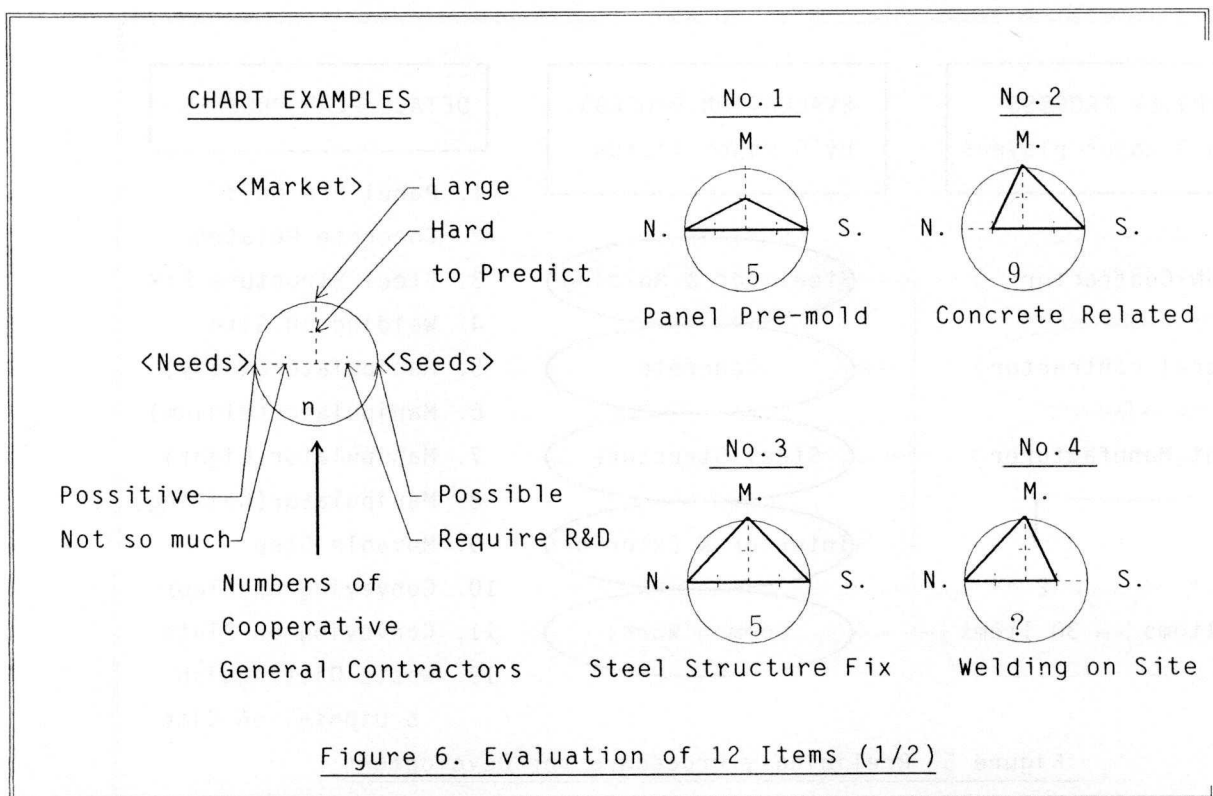 CHART EXAMPLES
<Market>
Large
Hard
to Predict
<Needs>
<Seeds>
n
Possitive
Not so much
Possible
Require R&D
Numbers of
Cooperative
General Contractors
No.1
M.
N.
S.
5
Panel Pre-mold
No.2
M.
N.
S.
9
Concrete Related
No.3
M.
N.
S.
5
Steel Structure Fix
No.4
M.
N.
S.
?
Welding on Site
Figure 6. Evaluation of 12 Items (1/2)